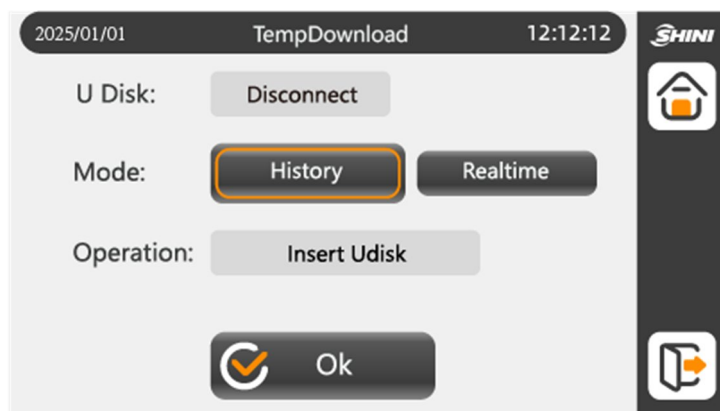 2025/01/01 TempDownload 12:12:12 SHINI
U Disk: Disconnect
Mode: History Realtime
Operation: Insert Udisk
Ok